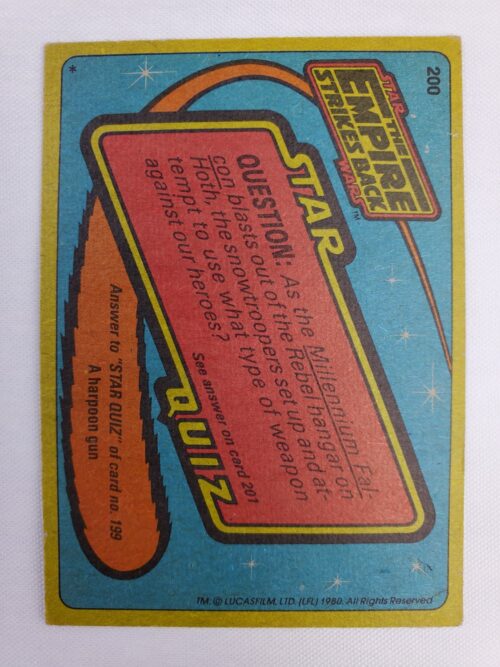 200
STAR
THE
EMPIRE
STRIKES BACK
WARS™
STAR
QUESTION: As the Millennium Fal-
con blasts out of the Rebel hangar on
Hoth, the snowtroopers set up and at-
tempt to use what type of weapon
against our heroes?
See answer on card 201
QUIZ
Answer to "STAR QUIZ" of card no. 199
A harpoon gun
*
TM, © LUCASFILM, LTD. (LFL) 1980. All Rights Reserved